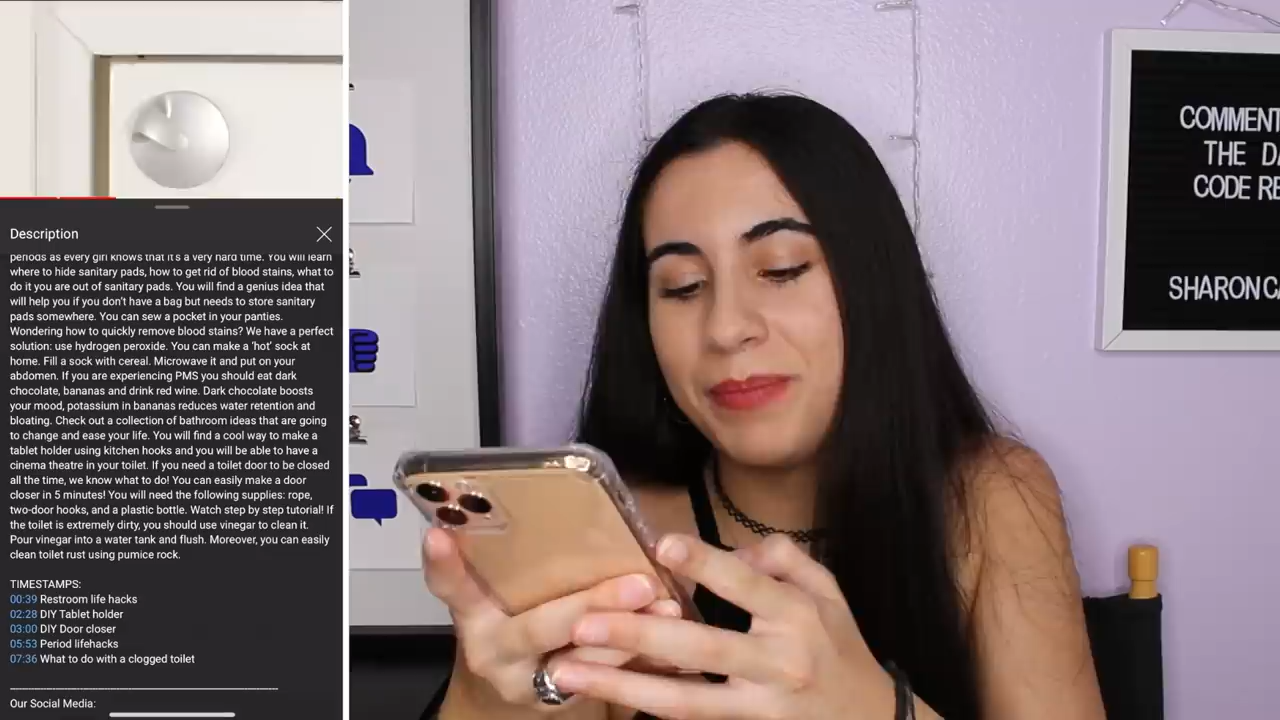 Description
periods as every girl knows that it's a very hard time. You will learn
where to hide sanitary pads, how to get rid of blood stains, what to
do it you are out of sanitary pads. You will find a genius idea that
will help you if you don't have a bag but needs to store sanitary
pads somewhere. You can sew a pocket in your panties.
Wondering how to quickly remove blood stains? We have a perfect
solution: use hydrogen peroxide. You can make a 'hot' sock at
home. Fill a sock with cereal. Microwave it and put on your
abdomen. If you are experiencing PMS you should eat dark
chocolate, bananas and drink red wine. Dark chocolate boosts
your mood, potassium in bananas reduces water retention and
bloating. Check out a collection of bathroom ideas that are going
to change and ease your life. You will find a cool way to make a
tablet holder using kitchen hooks and you will be able to have a
cinema theatre in your toilet. If you need a toilet door to be closed
all the time, we know what to do! You can easily make a door
closer in 5 minutes! You will need the following supplies: rope,
two-door hooks, and a plastic bottle. Watch step by step tutorial! If
the toilet is extremely dirty, you should use vinegar to clean it.
Pour vinegar into a water tank and flush. Moreover, you can easily
clean toilet rust using pumice rock.
TIMESTAMPS:
00:39 Restroom life hacks
02:28 DIY Tablet holder
03:00 DIY Door closer
05:53 Period lifehacks
07:36 What to do with a clogged toilet
Our Social Media:
COMMENT
THE DA
CODE RE
SHARONCA